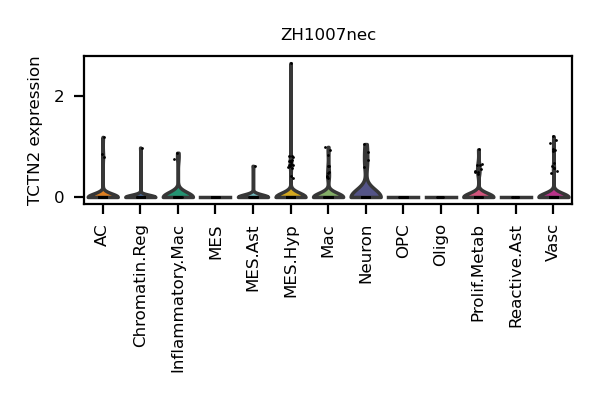 ZH1007nec
TCTN2 expression
2
0
AC
Chromatin.Reg
Inflammatory.Mac
MES
MES.Ast
MES.Hyp
Mac
Neuron
OPC
Oligo
Prolif.Metab
Reactive.Ast
Vasc